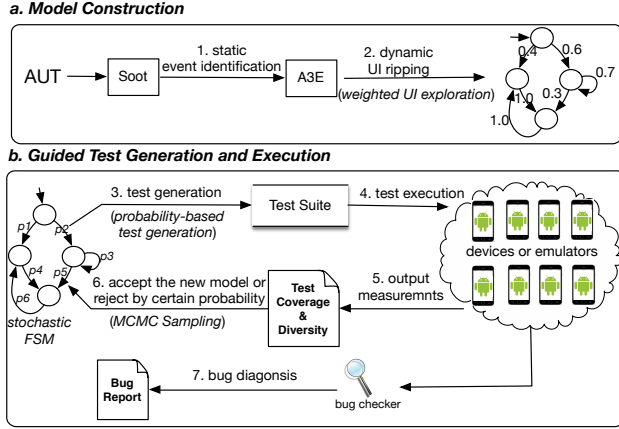 a. Model Construction
AUT
Soot
1. static
event identification
A3E
2. dynamic
UI ripping
(weighted UI exploration)
0.4
0.6
0.7
1.0
0.3
1.0
b. Guided Test Generation and Execution
3. test generation
(probability-based
test generation)
Test Suite
4. test execution
devices or emulators
p1
p2
p3
p4
p5
p6
stochastic
FSM
6. accept the new model or
reject by certain probability
(MCMC Sampling)
Test
Coverage
&
Diversity
5. output
measuremnts
Bug
Report
7. bug diagonsis
bug checker